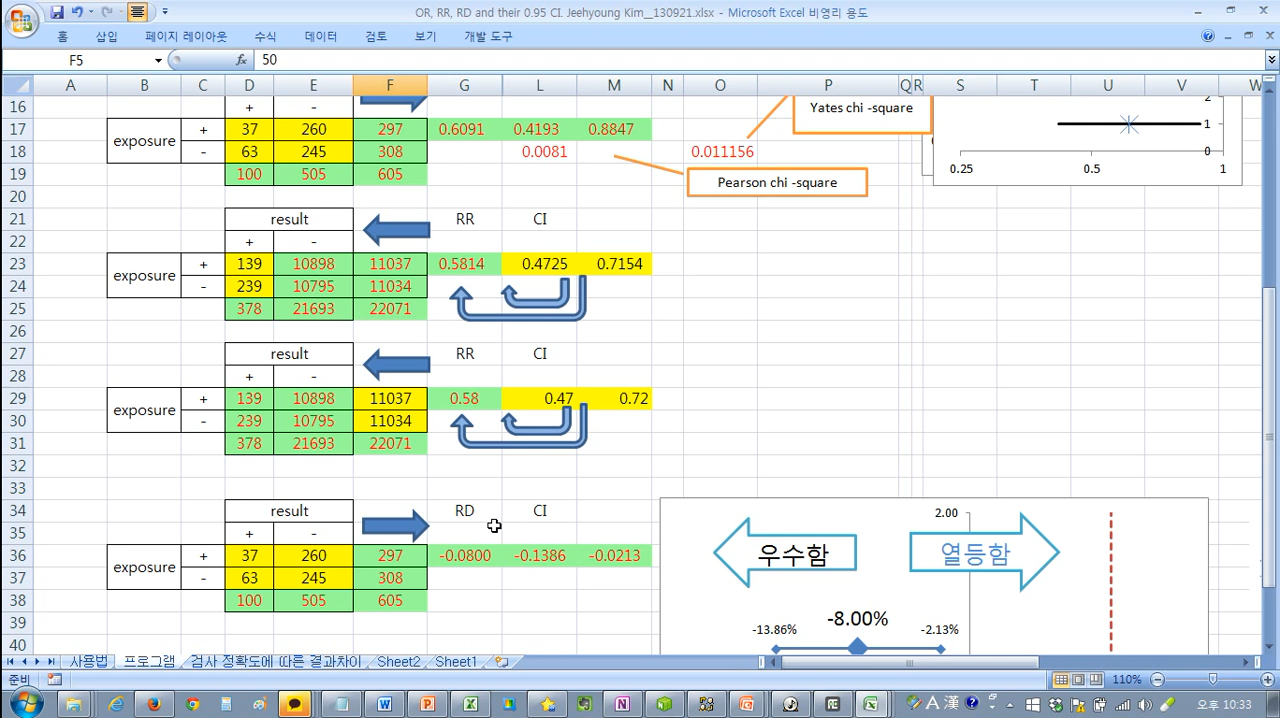 OR, RR, RD and their 0.95 CI. Jeehyoung Kim__130921.xlsx - Microsoft Excel 비영리 용도
홈 삽입 페이지 레이아웃 수식 데이터 검토 보기 개발 도구
F5 fx 50
A B C D E F G L M N O P Q R S T U V W
16 + - Yates chi -square 2
17 exposure + 37 260 297 0.6091 0.4193 0.8847 1
18 - 63 245 308 0.0081 0.011156 0
19 100 505 605 Pearson chi -square 0.25 0.5 1
20
21 result RR CI
22 + -
23 exposure + 139 10898 11037 0.5814 0.4725 0.7154
24 - 239 10795 11034
25 378 21693 22071
26
27 result RR CI
28 + -
29 exposure + 139 10898 11037 0.58 0.47 0.72
30 - 239 10795 11034
31 378 21693 22071
32
33
34 result RD CI 2.00
35 + -
36 exposure + 37 260 297 -0.0800 -0.1386 -0.0213 우수함 열등함
37 - 63 245 308
38 100 505 605
39 -13.86% -8.00% -2.13%
40
사용법 프로그램 검사 정확도에 따른 결과차이 Sheet2 Sheet1
준비 110%
A 漢 오후 10:33